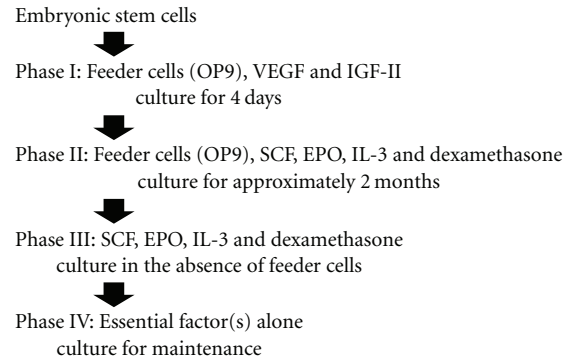 Embryonic stem cells
Phase I: Feeder cells (OP9), VEGF and IGF-II
culture for 4 days
Phase II: Feeder cells (OP9), SCF, EPO, IL-3 and dexamethasone
culture for approximately 2 months
Phase III: SCF, EPO, IL-3 and dexamethasone
culture in the absence of feeder cells
Phase IV: Essential factor(s) alone
culture for maintenance